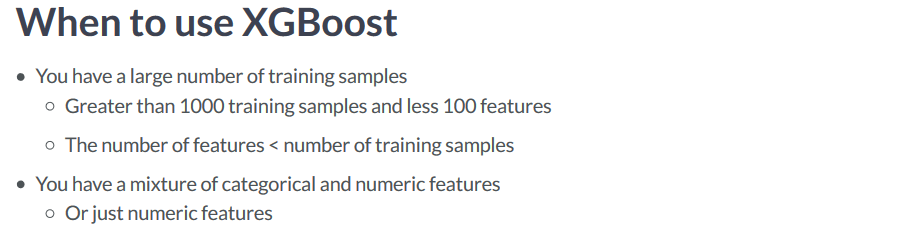 When to use XGBoost
• You have a large number of training samples
○ Greater than 1000 training samples and less 100 features
○ The number of features < number of training samples
• You have a mixture of categorical and numeric features
○ Or just numeric features